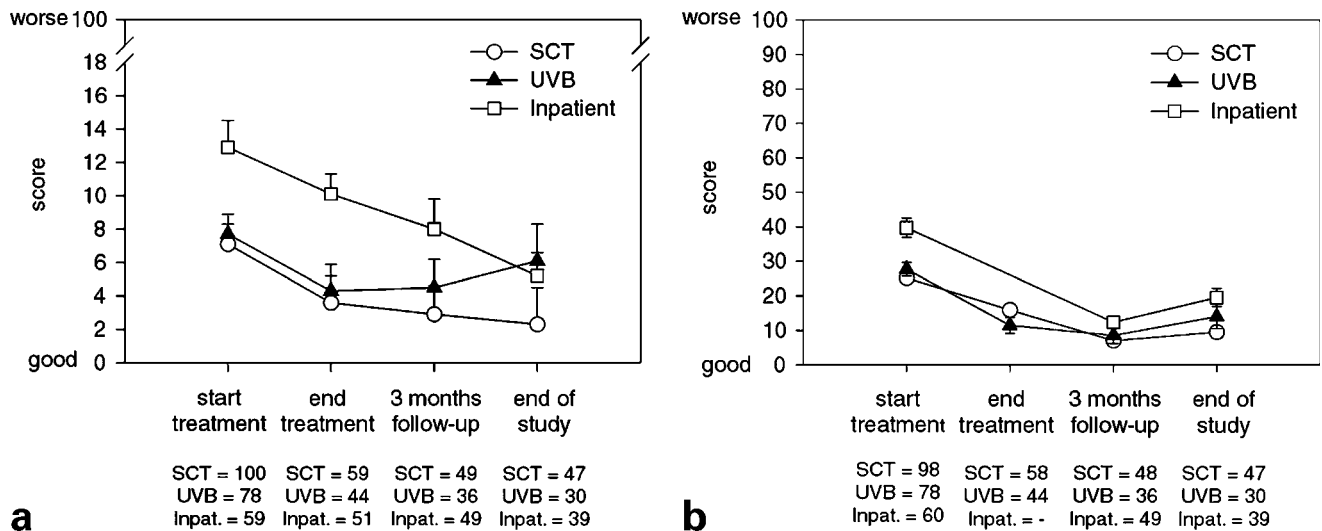 worse 100
18
16
14
12
10
8
6
4
2
good 0
score
SCT
UVB
Inpatient
start treatment
end treatment
3 months follow-up
end of study
SCT = 100
UVB = 78
Inpat. = 59
SCT = 59
UVB = 44
Inpat. = 51
SCT = 49
UVB = 36
Inpat. = 49
SCT = 47
UVB = 30
Inpat. = 39
a
worse 100
90
80
70
60
50
40
30
20
10
good 0
score
SCT
UVB
Inpatient
start treatment
end treatment
3 months follow-up
end of study
SCT = 98
UVB = 78
Inpat. = 60
SCT = 58
UVB = 44
Inpat. = -
SCT = 48
UVB = 36
Inpat. = 49
SCT = 47
UVB = 30
Inpat. = 39
b